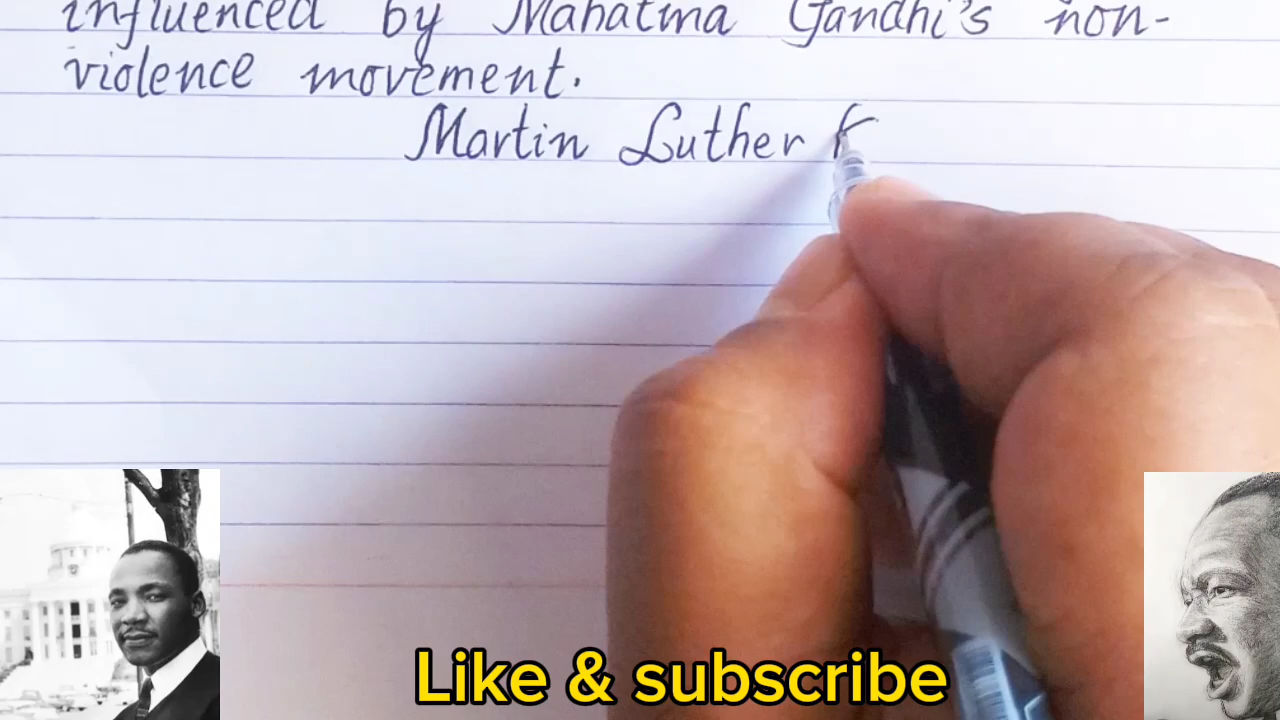 influenced by Mahatma Gandhi's non-
violence movement.
Martin Luther
Like & subscribe